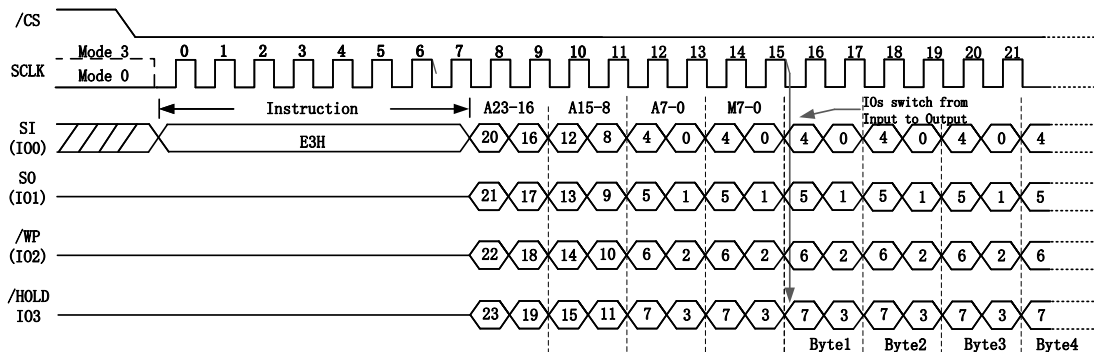 /CS
Mode 3
0 1 2 3 4 5 6 7 8 9 10 11 12 13 14 15 16 17 18 19 20 21
SCLK
Mode 0
Instruction A23-16 A15-8 A7-0 M7-0
IOs switch from
Input to Output
SI
(IO0)
E3H 20 16 12 8 4 0 4 0 4 0 4 0 4 0 4
SO
(IO1)
21 17 13 9 5 1 5 1 5 1 5 1 5 1 5
/WP
(IO2)
22 18 14 10 6 2 6 2 6 2 6 2 6 2 6
/HOLD
IO3
23 19 15 11 7 3 7 3 7 3 7 3 7 3 7
Byte1 Byte2 Byte3 Byte4